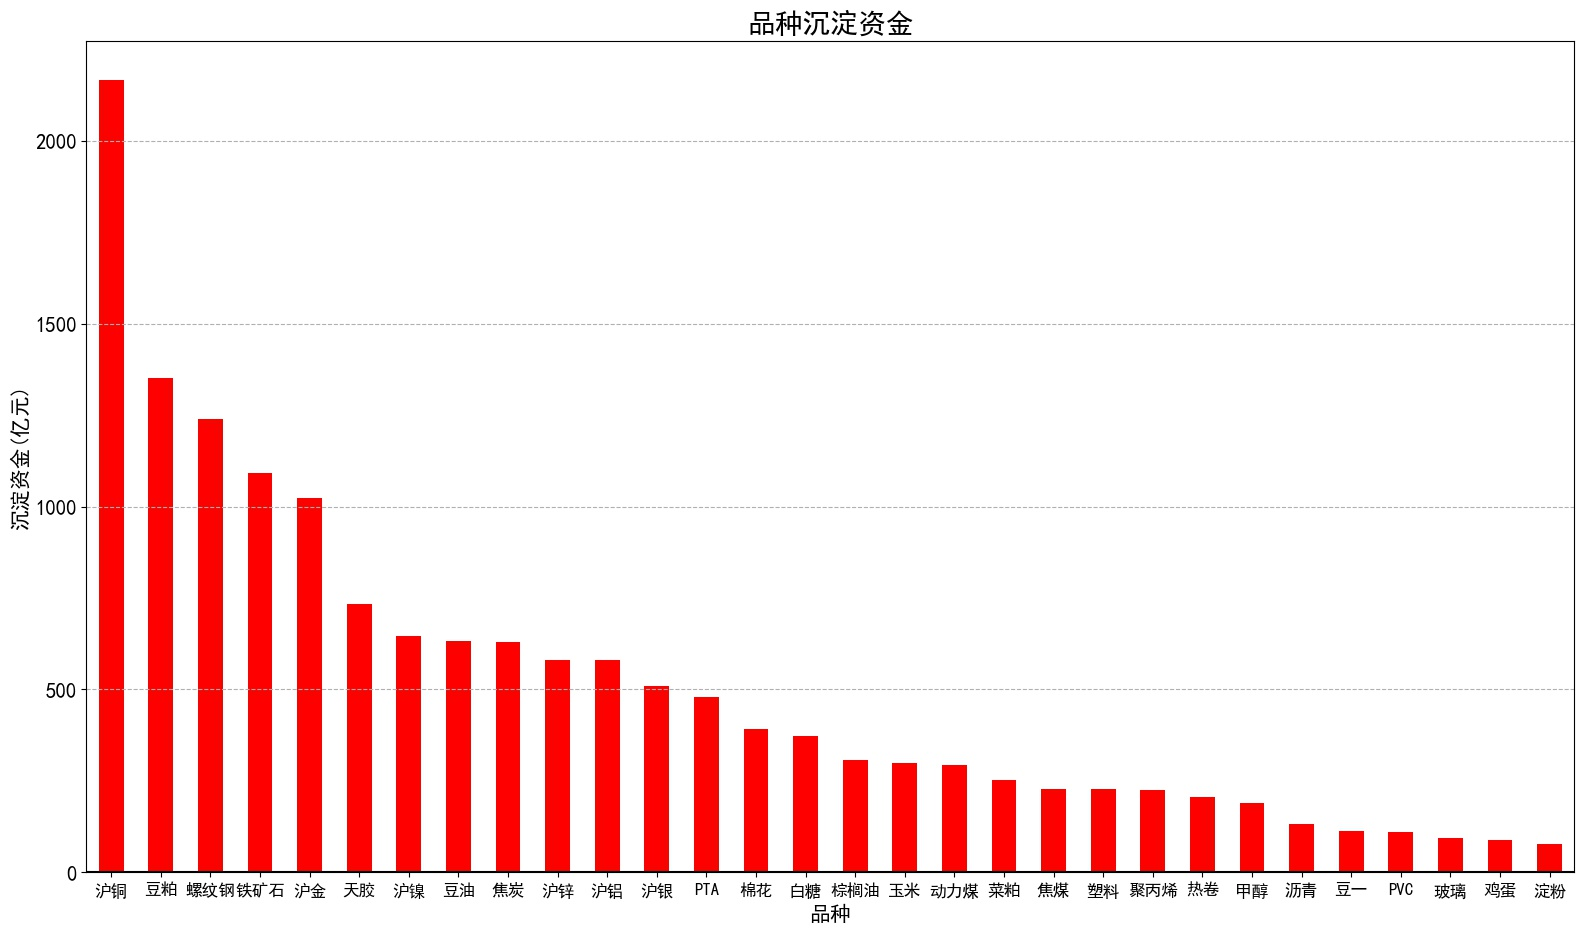 品种沉淀资金
沉淀资金(亿元)
2000
1500
1000
500
0
沪铜 豆粕 螺纹钢 铁矿石 沪金 天胶 沪镍 豆油 焦炭 沪锌 沪铝 沪银 PTA 棉花 白糖 棕榈油 玉米 动力煤 菜粕 焦煤 塑料 聚丙烯 热卷 甲醇 沥青 豆一 PVC 玻璃 鸡蛋 淀粉
品种